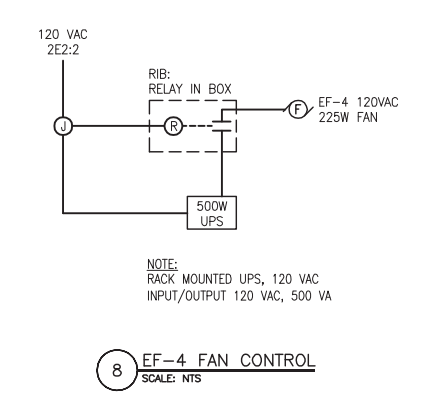 120 VAC
2E2:2
RIB:
RELAY IN BOX
J
R
F
EF-4 120VAC
225W FAN
500W
UPS
NOTE:
RACK MOUNTED UPS, 120 VAC
INPUT/OUTPUT 120 VAC, 500 VA
8
EF-4 FAN CONTROL
SCALE: NTS